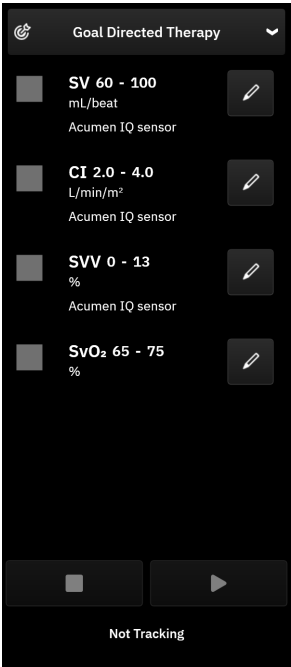 Goal Directed Therapy
SV 60 - 100
mL/beat
Acumen IQ sensor
CI 2.0 - 4.0
L/min/m²
Acumen IQ sensor
SVV 0 - 13
%
Acumen IQ sensor
SvO₂ 65 - 75
%
Not Tracking